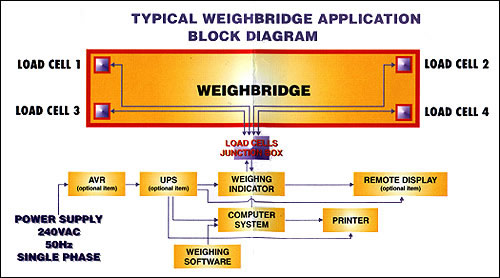 TYPICAL WEIGHBRIDGE APPLICATION
BLOCK DIAGRAM
LOAD CELL 1
LOAD CELL 2
WEIGHBRIDGE
LOAD CELL 3
LOAD CELL 4
LOAD CELLS
JUNCTION BOX
AVR
(optional item)
UPS
(optional item)
WEIGHNG
INDICATOR
REMOTE DISPLAY
(optional item)
POWER SUPPLY
240VAC
50Hz
SINGLE PHASE
COMPUTER
SYSTEM
PRINTER
WEIGHING
SOFTWARE